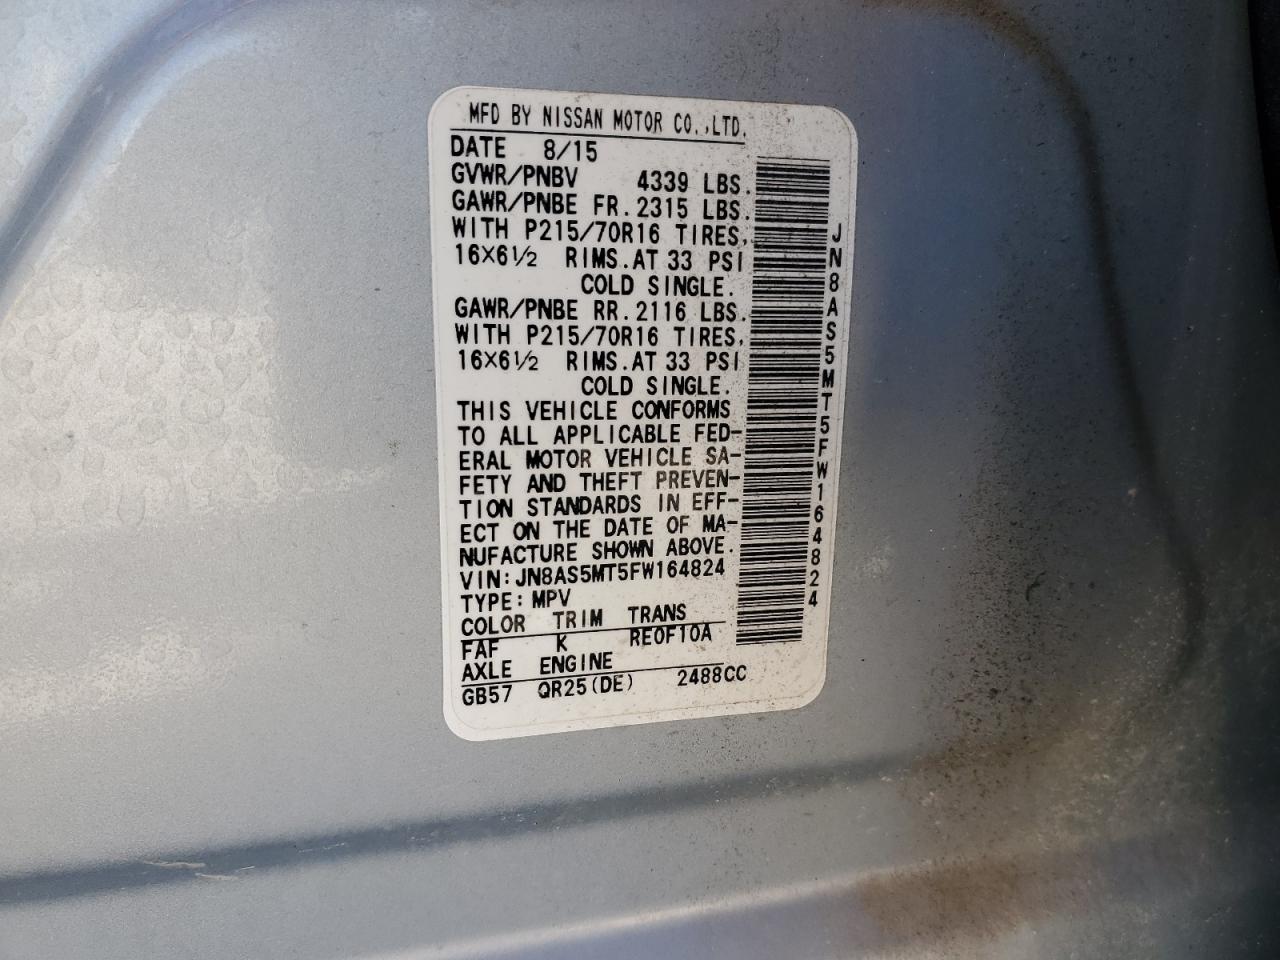 MFD BY NISSAN MOTOR CO.,LTD.
DATE 8/15
GVWR/PNBV 4339 LBS.
GAWR/PNBE FR. 2315 LBS.
WITH P215/70R16 TIRES,
16X6½ RIMS. AT 33 PSI
COLD SINGLE.
GAWR/PNBE RR. 2116 LBS.
WITH P215/70R16 TIRES,
16X6½ RIMS. AT 33 PSI
COLD SINGLE.
THIS VEHICLE CONFORMS
TO ALL APPLICABLE FED-
ERAL MOTOR VEHICLE SA-
FETY AND THEFT PREVEN-
TION STANDARDS IN EFF-
ECT ON THE DATE OF MA-
NUFACTURE SHOWN ABOVE.
VIN: JN8AS5MT5FW164824
TYPE: MPV
COLOR TRIM TRANS
FAF K RE0F10A
AXLE ENGINE
GB57 QR25(DE) 2488CC
JN8AS5MT5FW164824